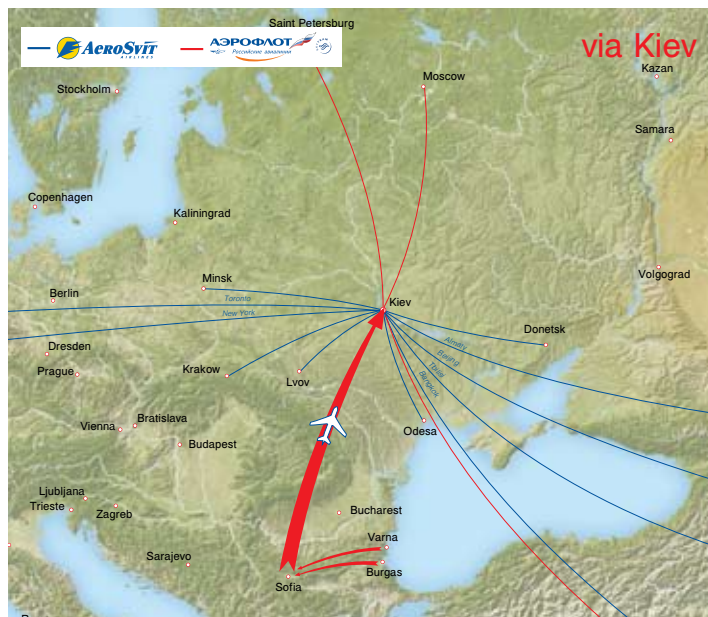 Saint Petersburg
AEROSVIT
AIRLINES
АЭРОФЛОТ
Российские авиалинии
via Kiev
Moscow
Kazan
Stockholm
Samara
Copenhagen
Kaliningrad
Volgograd
Minsk
Berlin
Toronto
Kiev
New York
Donetsk
Almaty
Dresden
Beijing
Prague
Krakow
Lvov
Bangkok
Vienna
Bratislava
Odesa
Budapest
Ljubljana
Trieste
Zagreb
Bucharest
Varna
Sarajevo
Burgas
Sofia